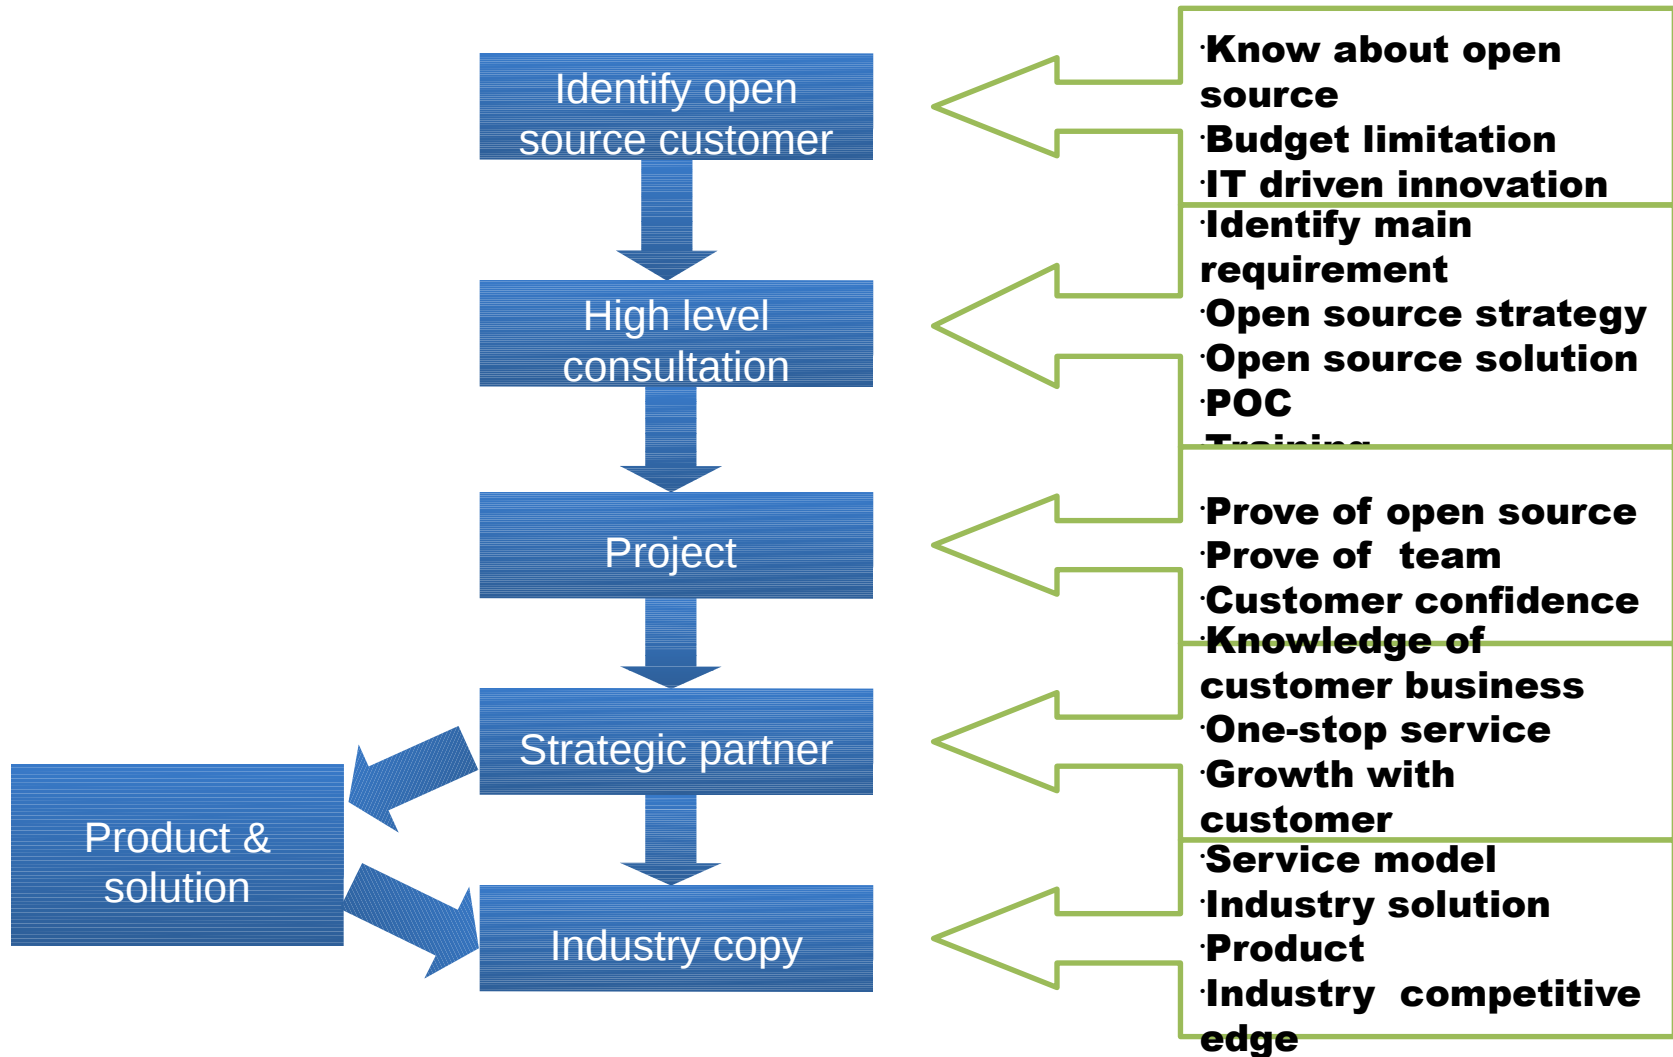 Identify open
source customer
High level
consultation
Project
Strategic partner
Product &
solution
Industry copy
·Know about open
source
·Budget limitation
·IT driven innovation
·Identify main
requirement
·Open source strategy
·Open source solution
·POC
·Training
·Prove of open source
·Prove of  team
·Customer confidence
·Knowledge of
customer business
·One-stop service
·Growth with
customer
·Service model
·Industry solution
·Product
·Industry  competitive
edge